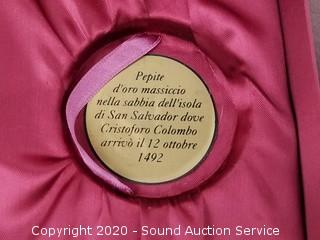 Pepite
d'oro massiccio
nella sabbia dell'isola
di San Salvador dove
Cristoforo Colombo
arrivò il 12 ottobre
1492
Copyright 2020 - Sound Auction Service